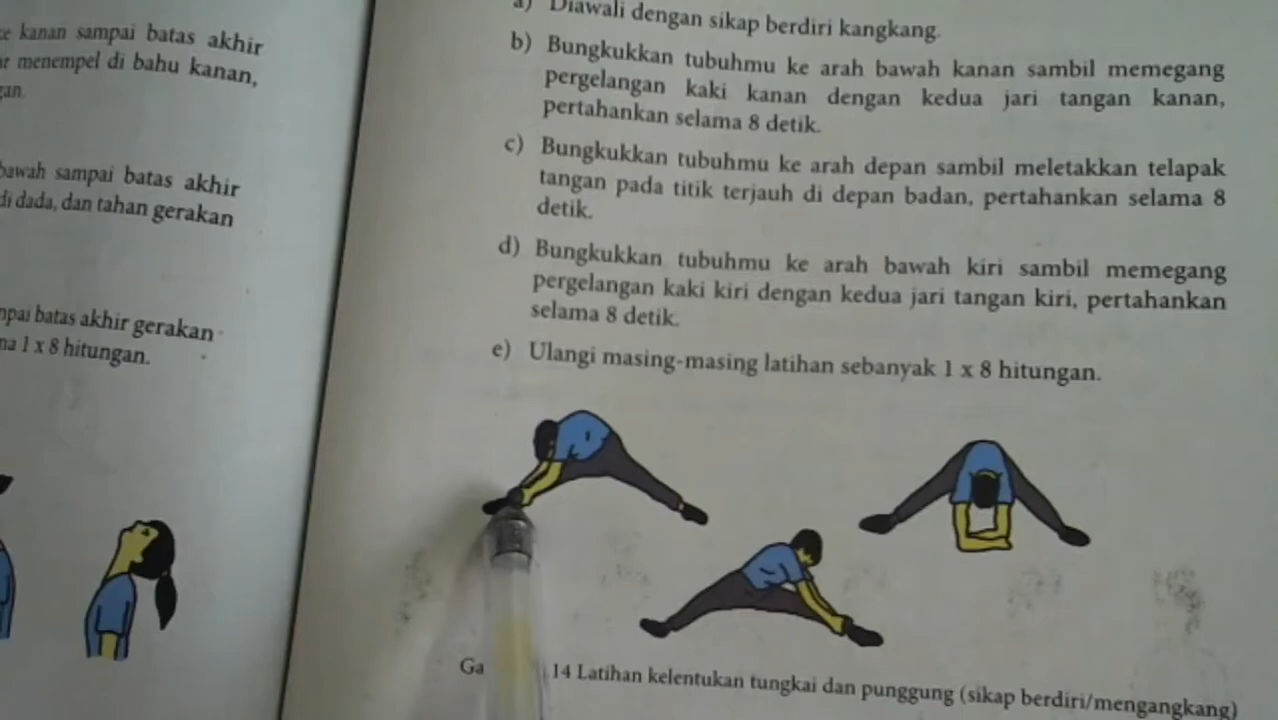 kanan sampai batas akhir
menempel di bahu kanan,
bawah sampai batas akhir
di dada, dan tahan gerakan
batas akhir gerakan
1 x 8 hitungan.
a) Diawali dengan sikap berdiri kangkang.
b) Bungkukkan tubuhmu ke arah bawah kanan sambil memegang
pergelangan kaki kanan dengan kedua jari tangan kanan,
pertahankan selama 8 detik.
c) Bungkukkan tubuhmu ke arah depan sambil meletakkan telapak
tangan pada titik terjauh di depan badan, pertahankan selama 8
detik.
d) Bungkukkan tubuhmu ke arah bawah kiri sambil memegang
pergelangan kaki kiri dengan kedua jari tangan kiri, pertahankan
selama 8 detik.
e) Ulangi masing-masing latihan sebanyak 1 x 8 hitungan.
14 Latihan kelentukan tungkai dan punggung (sikap berdiri/mengangkang)